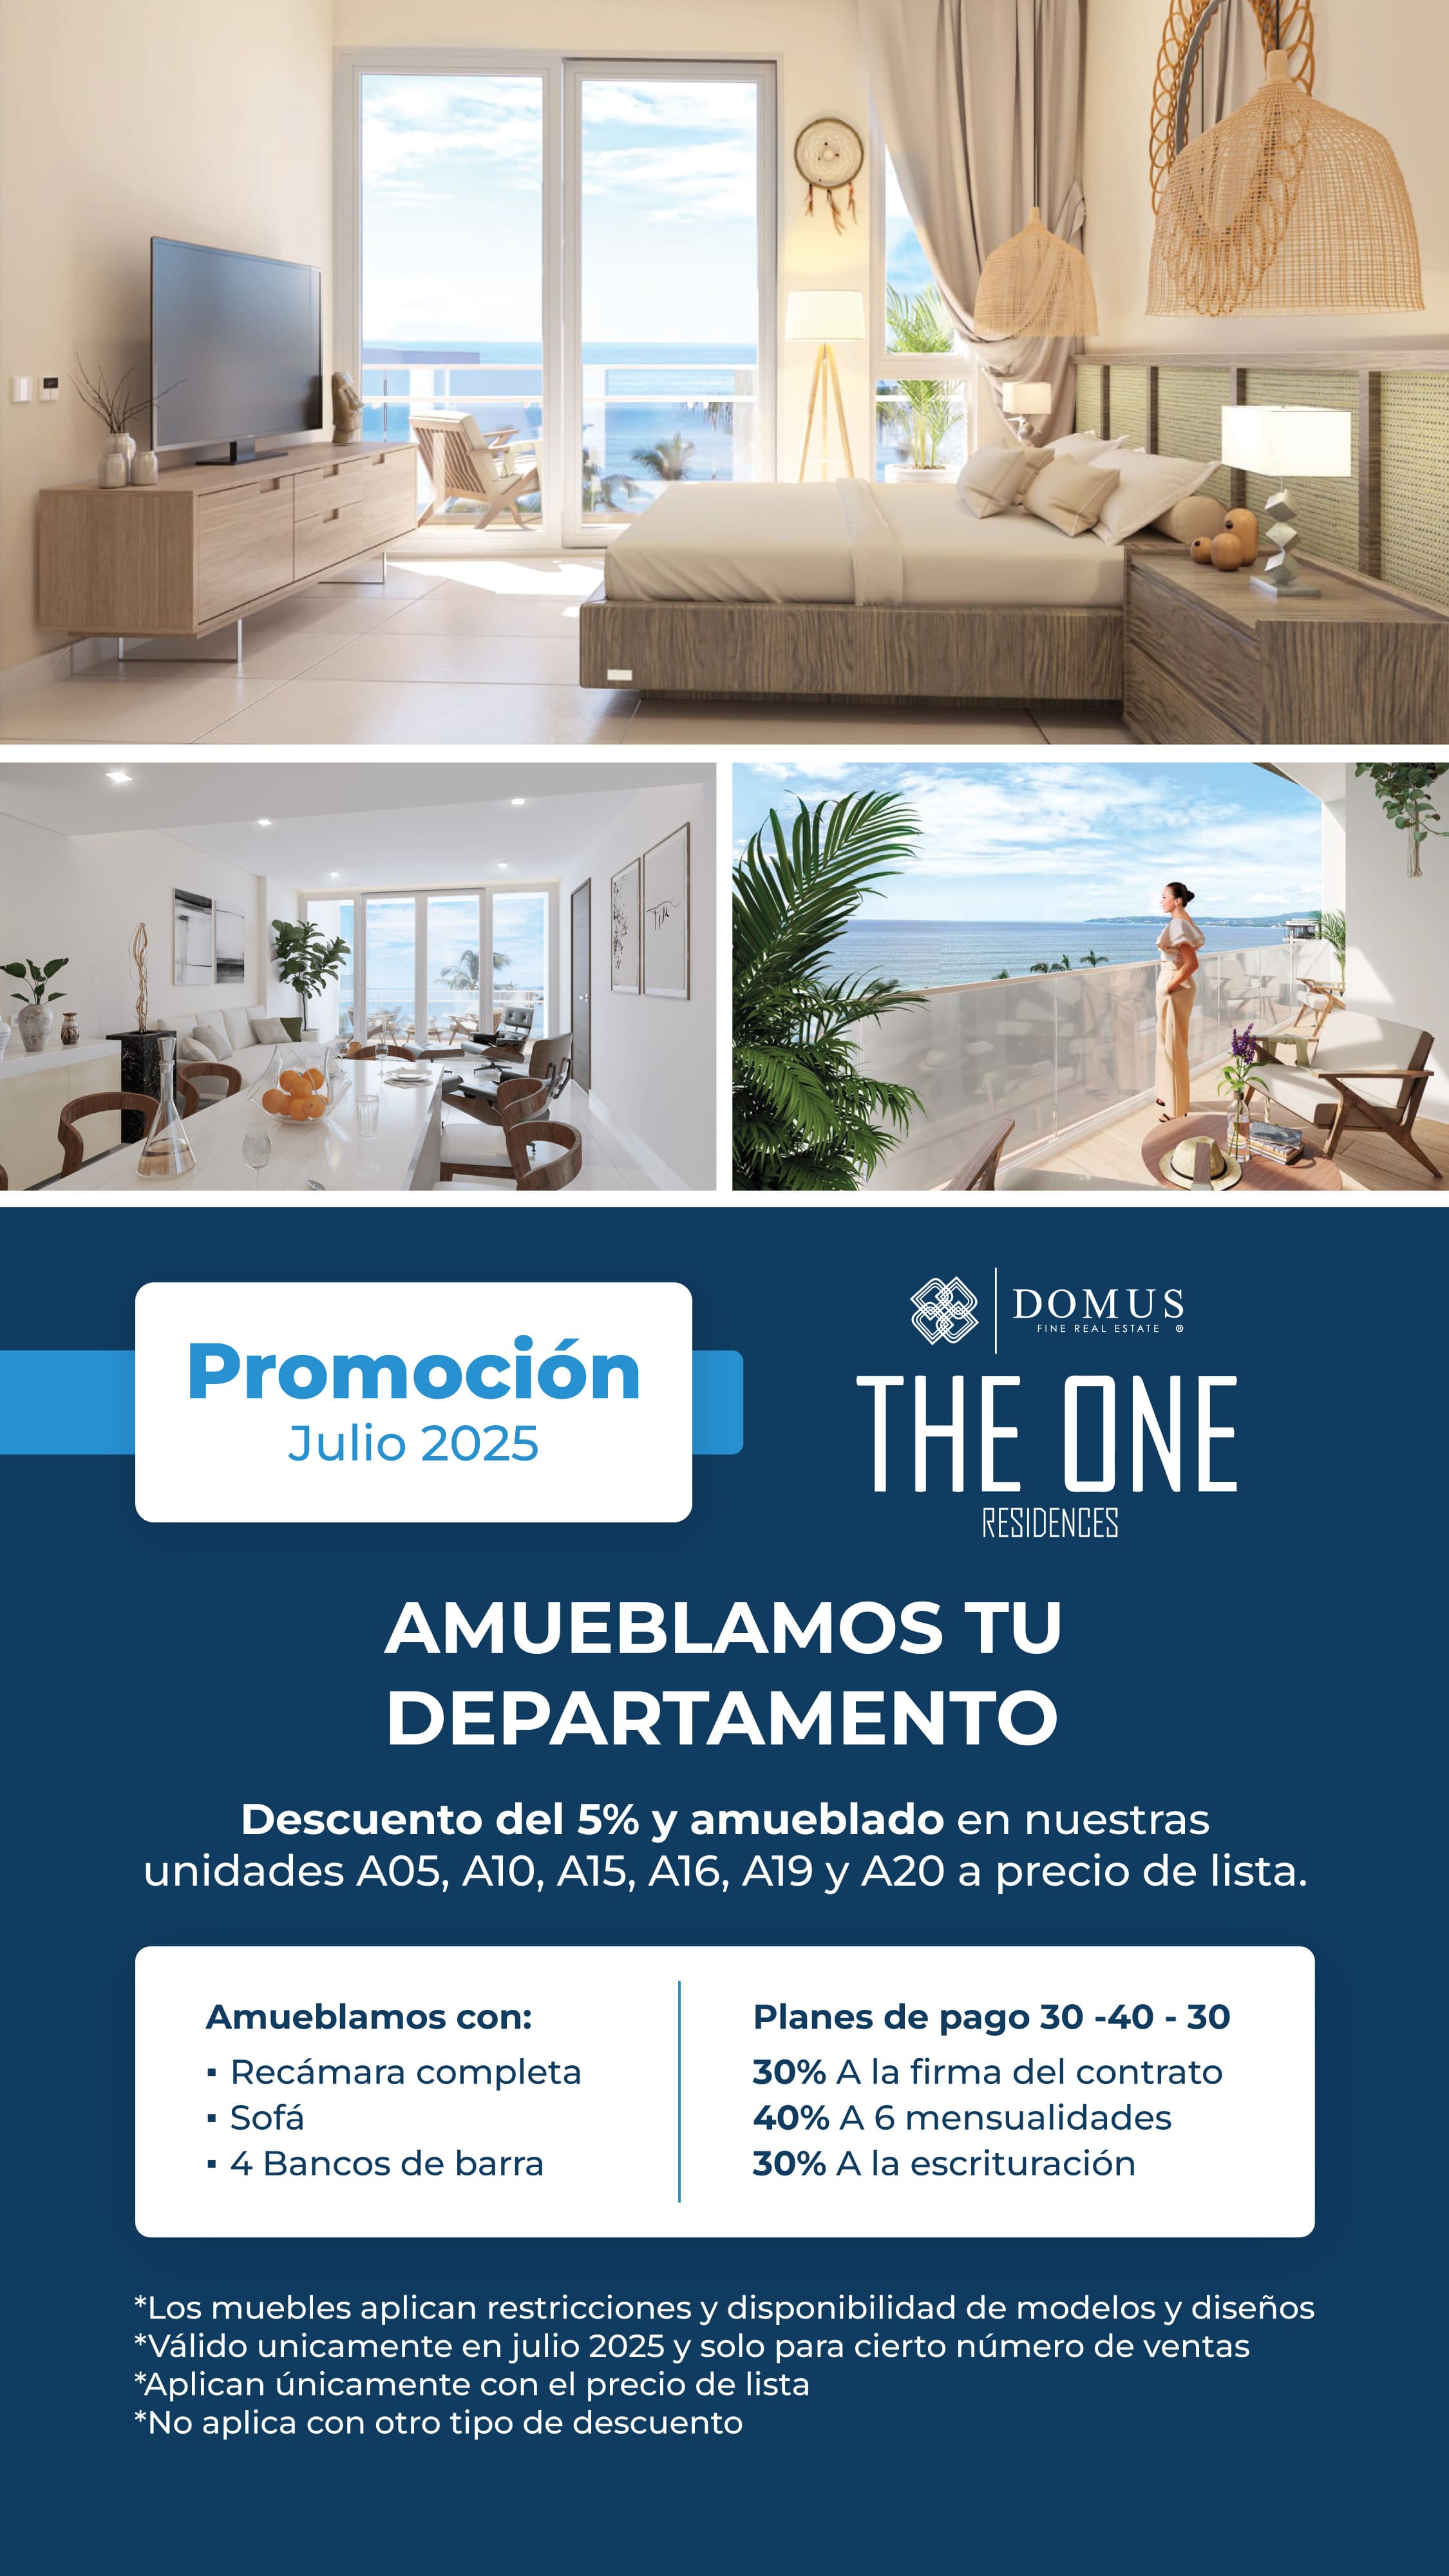 Promoción
Julio 2025
DOMUS
FINE REAL ESTATE ®
THE ONE
RESIDENCES
AMUEBLAMOS TU
DEPARTAMENTO
Descuento del 5% y amueblado en nuestras
unidades A05, A10, A15, A16, A19 y A20 a precio de lista.
Amueblamos con:
▪ Recámara completa
▪ Sofá
▪ 4 Bancos de barra
Planes de pago 30 -40 - 30
30% A la firma del contrato
40% A 6 mensualidades
30% A la escrituración
*Los muebles aplican restricciones y disponibilidad de modelos y diseños
*Válido unicamente en julio 2025 y solo para cierto número de ventas
*Aplican únicamente con el precio de lista
*No aplica con otro tipo de descuento